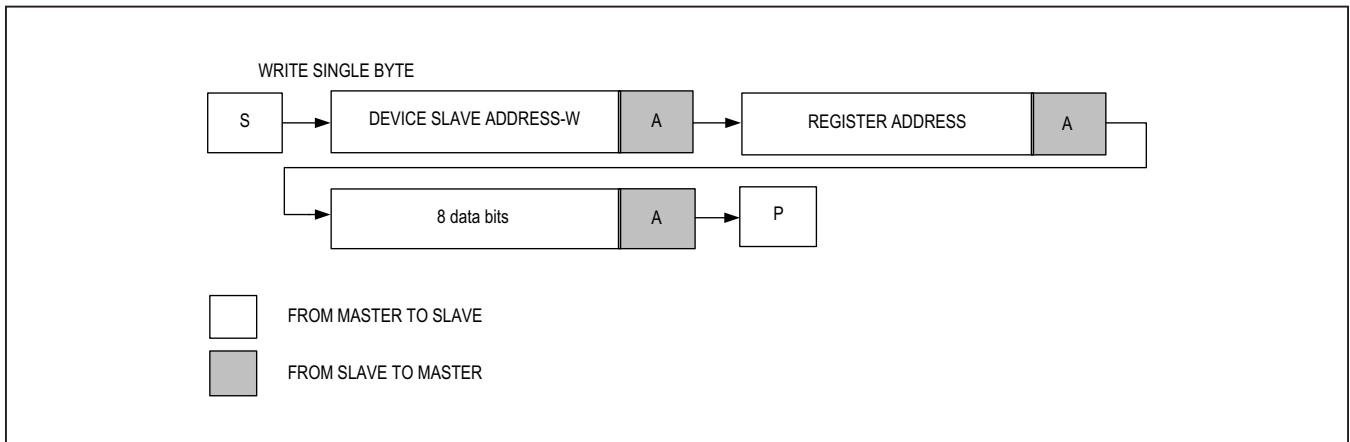 WRITE SINGLE BYTE
S
DEVICE SLAVE ADDRESS-W
A
REGISTER ADDRESS
A
8 data bits
A
P
FROM MASTER TO SLAVE
FROM SLAVE TO MASTER